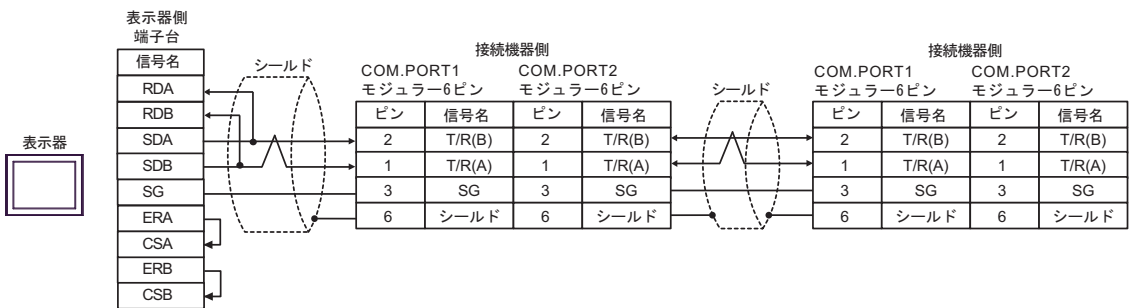 表示器
表示器側
端子台
信号名
RDA
RDB
SDA
SDB
SG
ERA
CSA
ERB
CSB
シールド
接続機器側
COM.PORT1 COM.PORT2
モジュラー6ピン モジュラー6ピン
ピン 信号名 ピン 信号名
2 T/R(B) 2 T/R(B)
1 T/R(A) 1 T/R(A)
3 SG 3 SG
6 シールド 6 シールド
シールド
接続機器側
COM.PORT1 COM.PORT2
モジュラー6ピン モジュラー6ピン
ピン 信号名 ピン 信号名
2 T/R(B) 2 T/R(B)
1 T/R(A) 1 T/R(A)
3 SG 3 SG
6 シールド 6 シールド